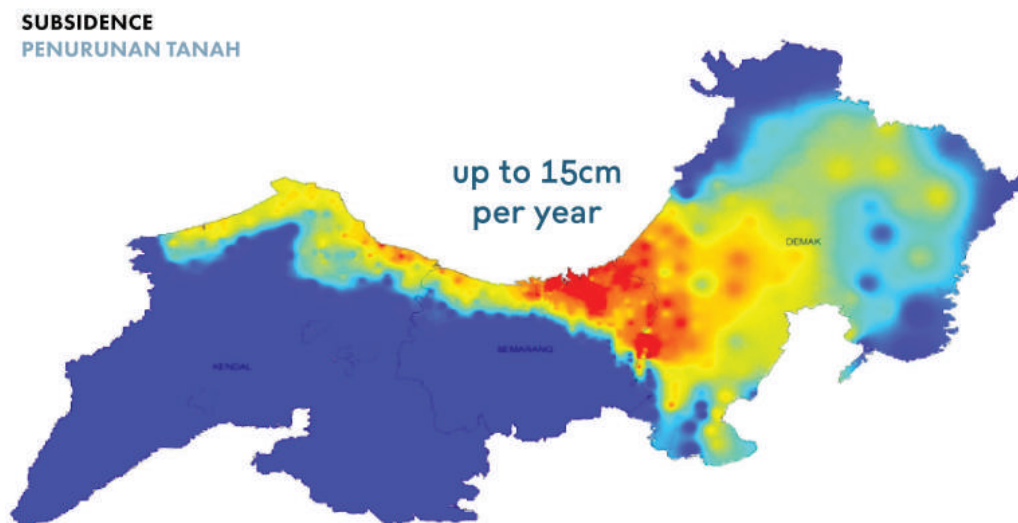 SUBSIDENCE
PENURUNAN TANAH
up to 15cm
per year
DEMAK
SEMARANG
KENDAL